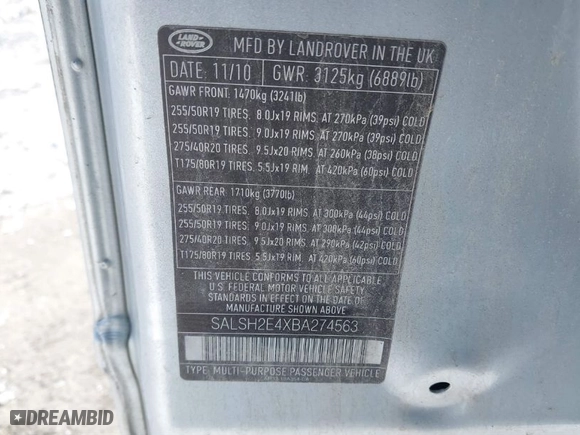 LAND
ROVER
MFD BY LANDROVER IN THE UK
DATE: 11/10 GWR: 3125kg (6889lb)
GAWR FRONT: 1470kg (3241lb)
255/50R19 TIRES. 8.0Jx19 RIMS AT 270kPa (39psi) COLD
255/50R19 TIRES. 9.0Jx19 RIMS AT 270kPa (39psi) COLD
275/40R20 TIRES. 9.5Jx20 RIMS AT 260kPa (38psi) COLD
T175/80R19 TIRES. 5.5Jx19 RIM. AT 420kPa (60psi) COLD
GAWR REAR: 1710kg (3770lb)
255/50R19 TIRES. 8.0Jx19 RIMS AT 300kPa (44psi) COLD
255/50R19 TIRES. 9.0Jx19 RIMS AT 300kPa (44psi) COLD
275/40R20 TIRES. 9.5Jx20 RIMS AT 290kPa (42psi) COLD
T175/80R19 TIRES. 5.5Jx19 RIM. AT 420kPa (60psi) COLD
THIS VEHICLE CONFORMS TO ALL APPLICABLE
U.S. FEDERAL MOTOR VEHICLE SAFETY
STANDARDS IN EFFECT ON THE DATE OF
MANUFACTURE SHOWN ABOVE
SALSH2E4XBA274563
TYPE: MULTI-PURPOSE PASSENGER VEHICLE
DREAMBID